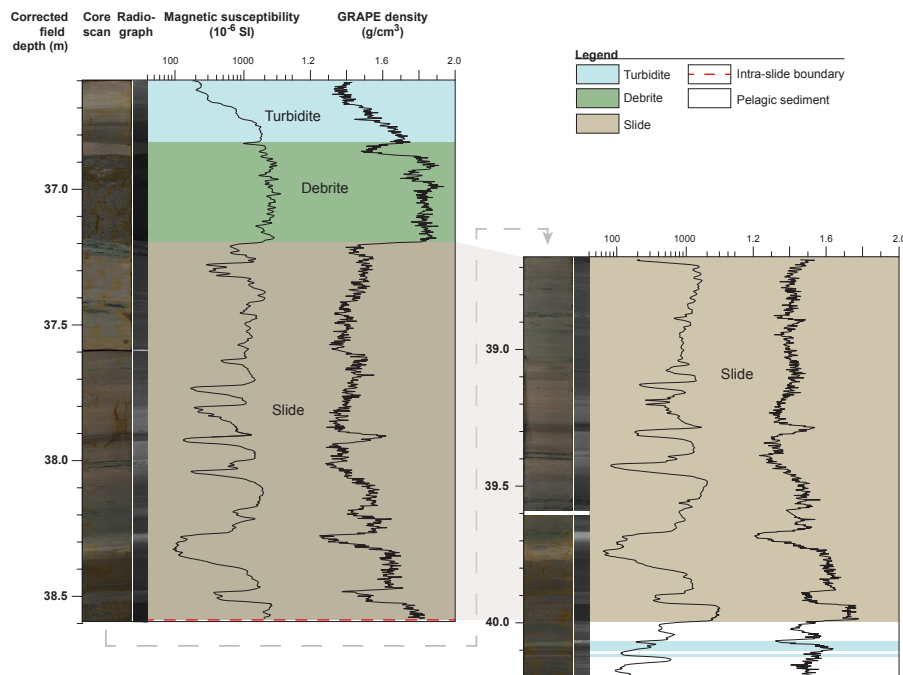 Corrected field depth (m)
Core scan
Radio-graph
Magnetic susceptibility
(10⁻⁶ SI)
GRAPE density
(g/cm³)
100 1000 1.2 1.6 2.0
Turbidite
Debrite
Slide
37.0
37.5
38.0
38.5
Legend
Turbidite
Debrite
Slide
Intra-slide boundary
Pelagic sediment
100 1000 1.2 1.6 2.0
Slide
39.0
39.5
40.0